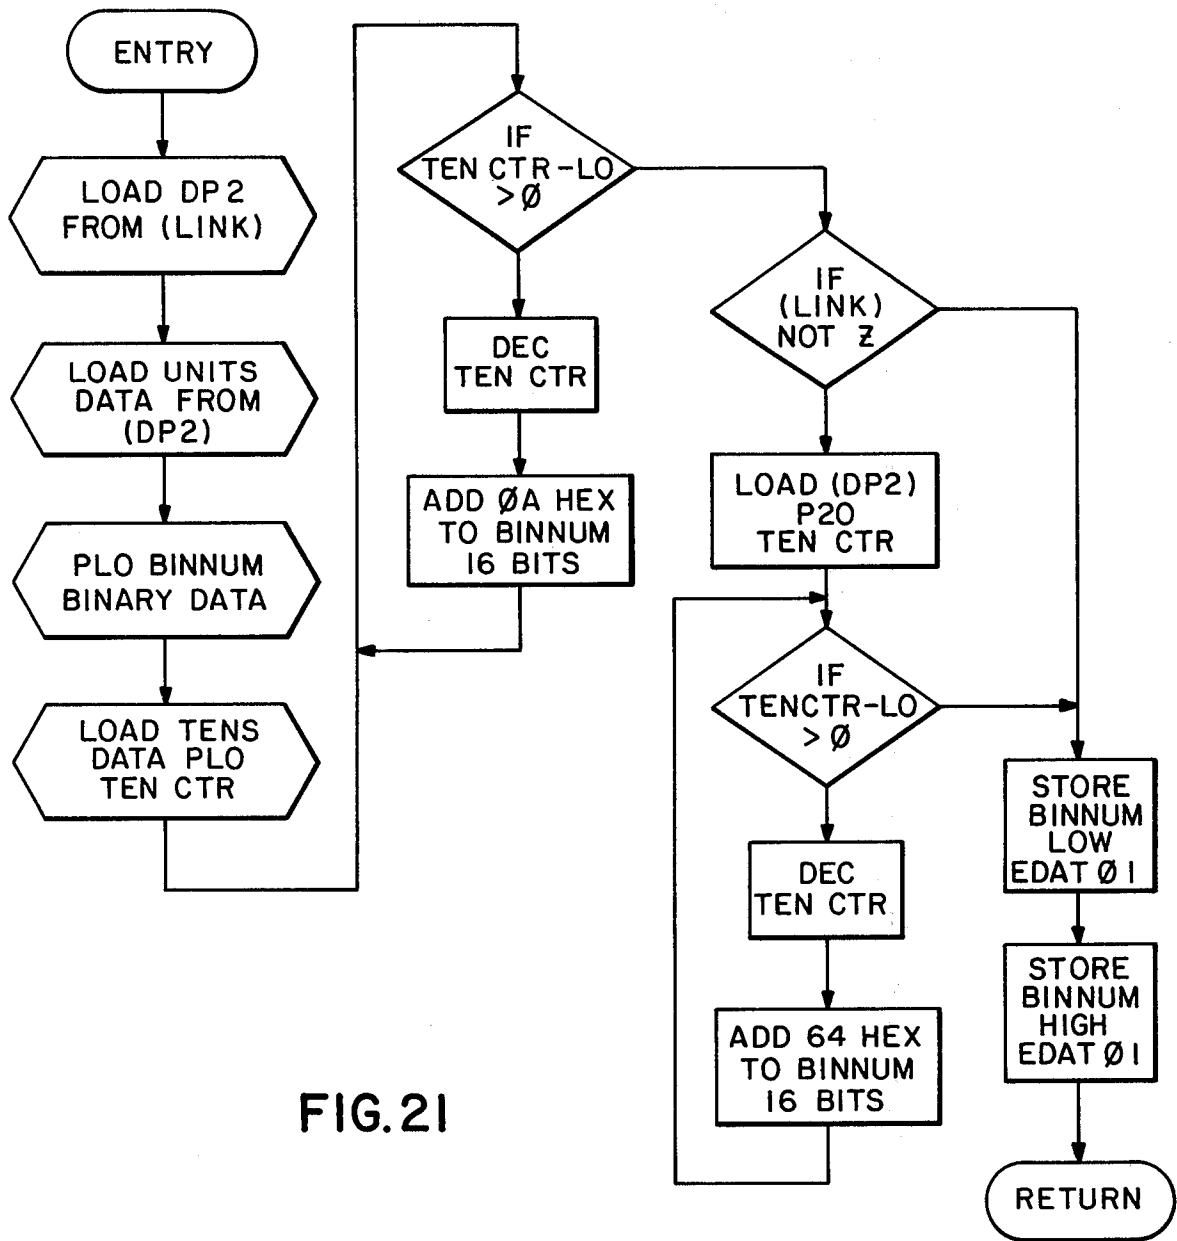 ENTRY
LOAD DP2
FROM (LINK)
LOAD UNITS
DATA FROM
(DP2)
PLO BINNUM
BINARY DATA
LOAD TENS
DATA PLO
TEN CTR
IF
TEN CTR-LO
>Ø
DEC
TEN CTR
ADD ØA HEX
TO BINNUM
16 BITS
IF
(LINK)
NOT Z
LOAD (DP2)
P20
TEN CTR
IF
TENCTR-LO
>Ø
DEC
TEN CTR
ADD 64 HEX
TO BINNUM
16 BITS
STORE
BINNUM
LOW
EDAT Ø1
STORE
BINNUM
HIGH
EDAT Ø1
RETURN
FIG.21